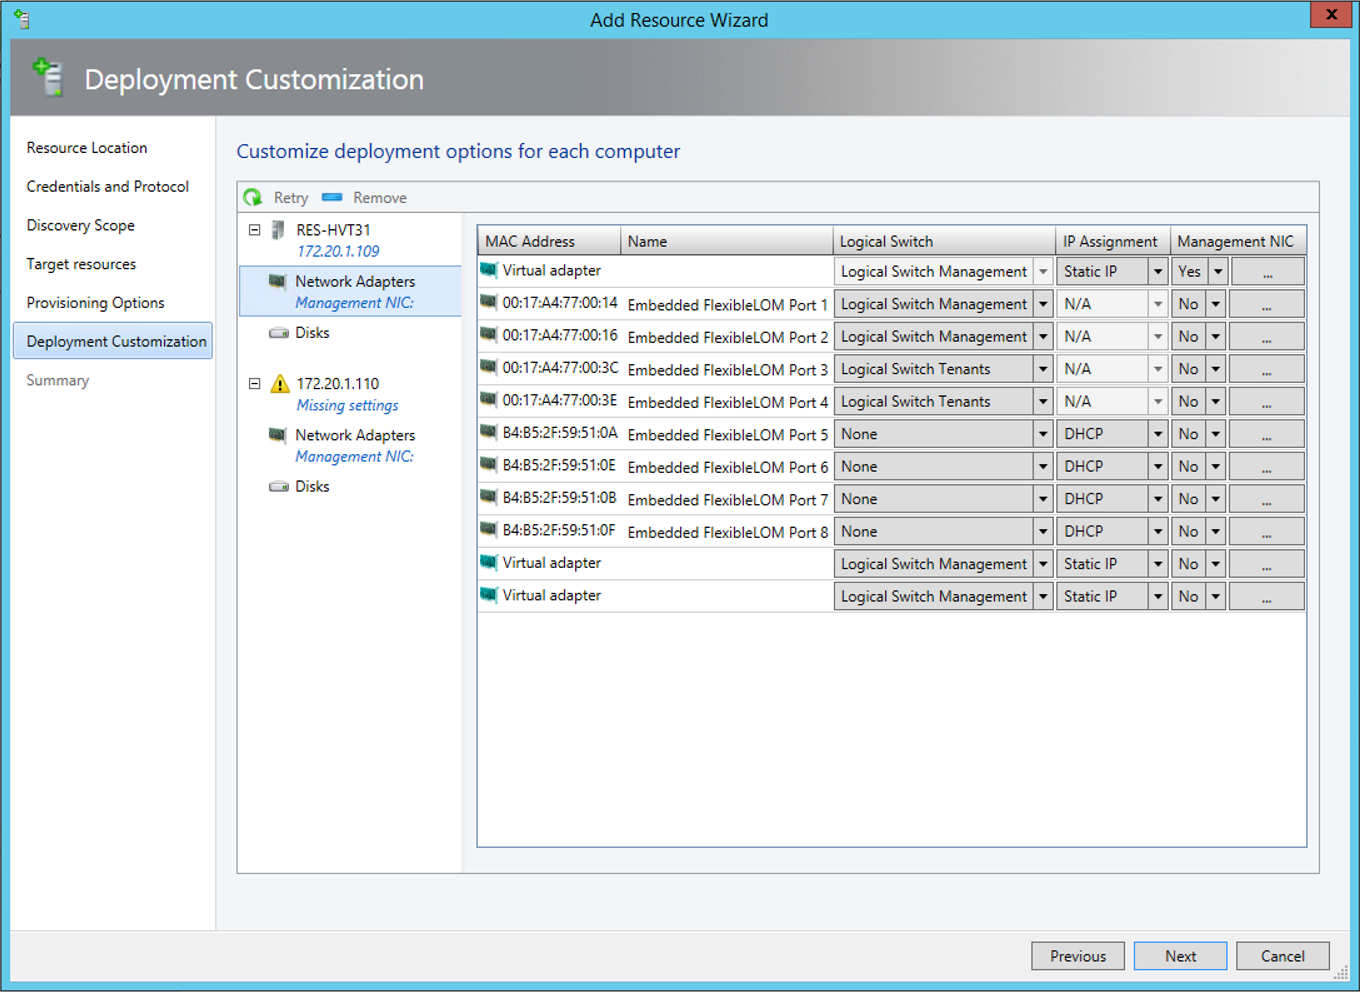 Add Resource Wizard
x
Deployment Customization
Resource Location
Credentials and Protocol
Discovery Scope
Target resources
Provisioning Options
Deployment Customization
Summary
Customize deployment options for each computer
Retry Remove
RES-HVT31
172.20.1.109
Network Adapters
Management NIC:
Disks
172.20.1.110
Missing settings
Network Adapters
Management NIC:
Disks
MAC Address Name Logical Switch IP Assignment Management NIC
Virtual adapter Logical Switch Management Static IP Yes ...
00:17:A4:77:00:14 Embedded FlexibleLOM Port 1 Logical Switch Management N/A No ...
00:17:A4:77:00:16 Embedded FlexibleLOM Port 2 Logical Switch Management N/A No ...
00:17:A4:77:00:3C Embedded FlexibleLOM Port 3 Logical Switch Tenants N/A No ...
00:17:A4:77:00:3E Embedded FlexibleLOM Port 4 Logical Switch Tenants N/A No ...
B4:B5:2F:59:51:0A Embedded FlexibleLOM Port 5 None DHCP No ...
B4:B5:2F:59:51:0E Embedded FlexibleLOM Port 6 None DHCP No ...
B4:B5:2F:59:51:0B Embedded FlexibleLOM Port 7 None DHCP No ...
B4:B5:2F:59:51:0F Embedded FlexibleLOM Port 8 None DHCP No ...
Virtual adapter Logical Switch Management Static IP No ...
Virtual adapter Logical Switch Management Static IP No ...
Previous Next Cancel